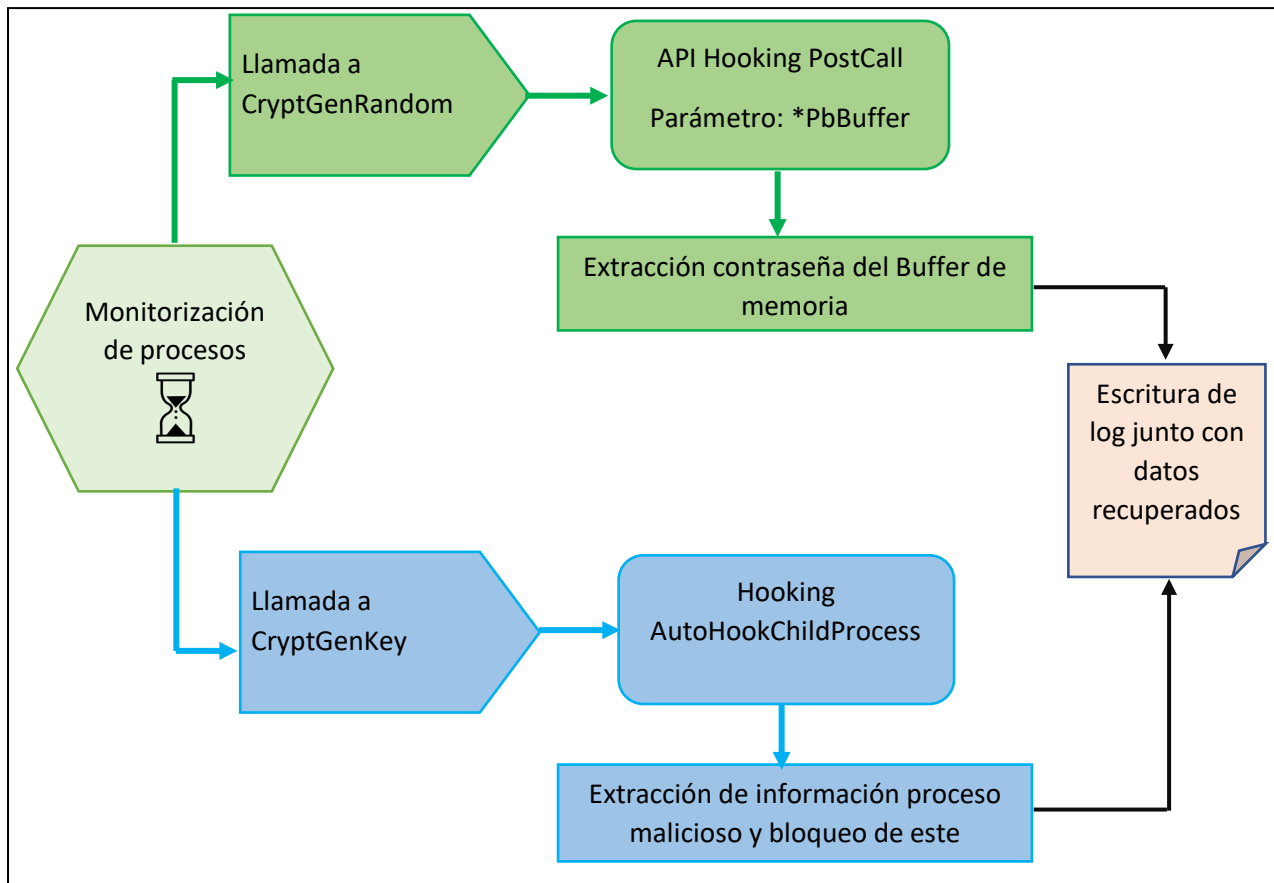 Llamada a
CryptGenRandom
API Hooking PostCall
Parámetro: *PbBuffer
Extracción contraseña del Buffer de
memoria
Monitorización
de procesos
Escritura de
log junto con
datos
recuperados
Llamada a
CryptGenKey
Hooking
AutoHookChildProcess
Extracción de información proceso
malicioso y bloqueo de este